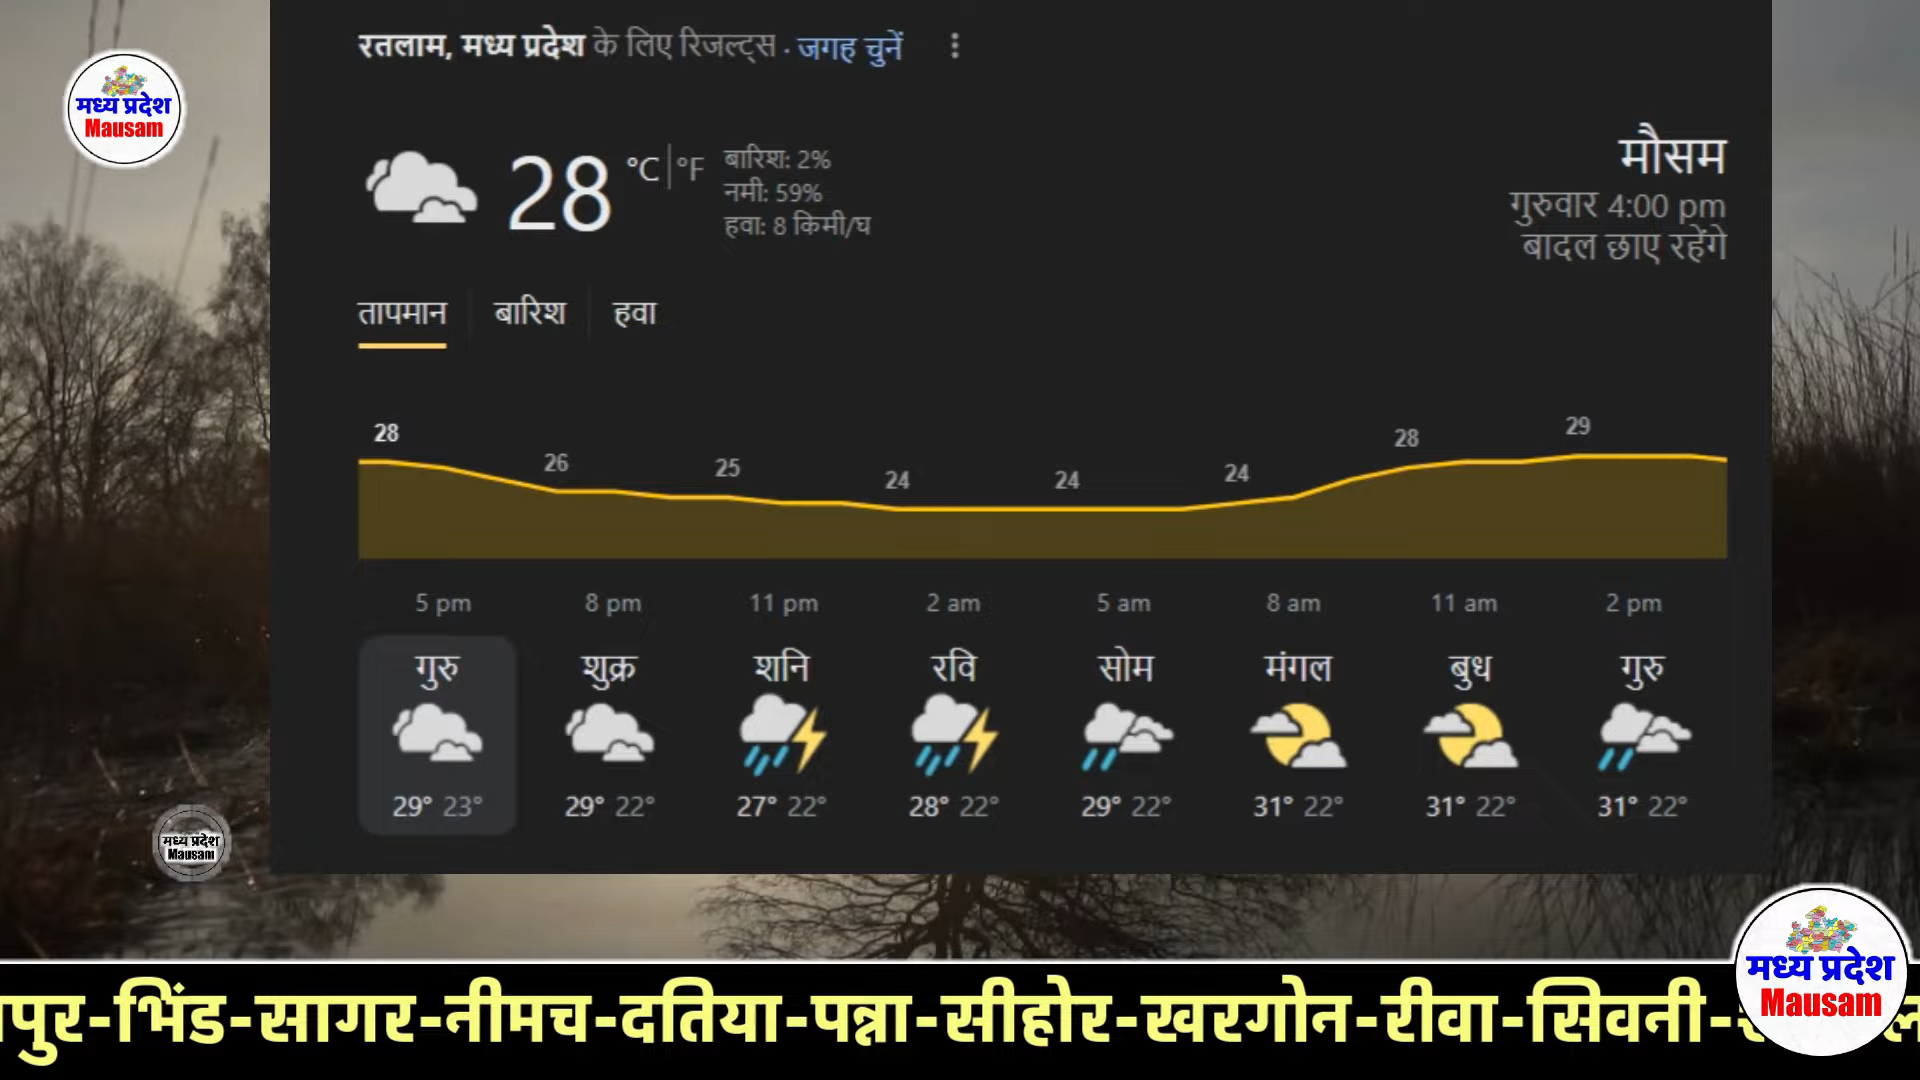 रतलाम, मध्य प्रदेश के लिए रिजल्ट्स · जगह चुनें
मध्य प्रदेश
Mausam
28 °C | °F
बारिश: 2%
नमी: 59%
हवा: 8 किमी/घ
मौसम
गुरुवार 4:00 pm
बादल छाए रहेंगे
तापमान बारिश हवा
28 26 25 24 24 24 28 29
5 pm 8 pm 11 pm 2 am 5 am 8 am 11 am 2 pm
गुरु शुक्र शनि रवि सोम मंगल बुध गुरु
29° 23° 29° 22° 27° 22° 28° 22° 29° 22° 31° 22° 31° 22° 31° 22°
मध्य प्रदेश
Mausam
मध्य प्रदेश
Mausam
पुर-भिंड-सागर-नीमच-दतिया-पन्ना-सीहोर-खरगोन-रीवा-सिवनी-